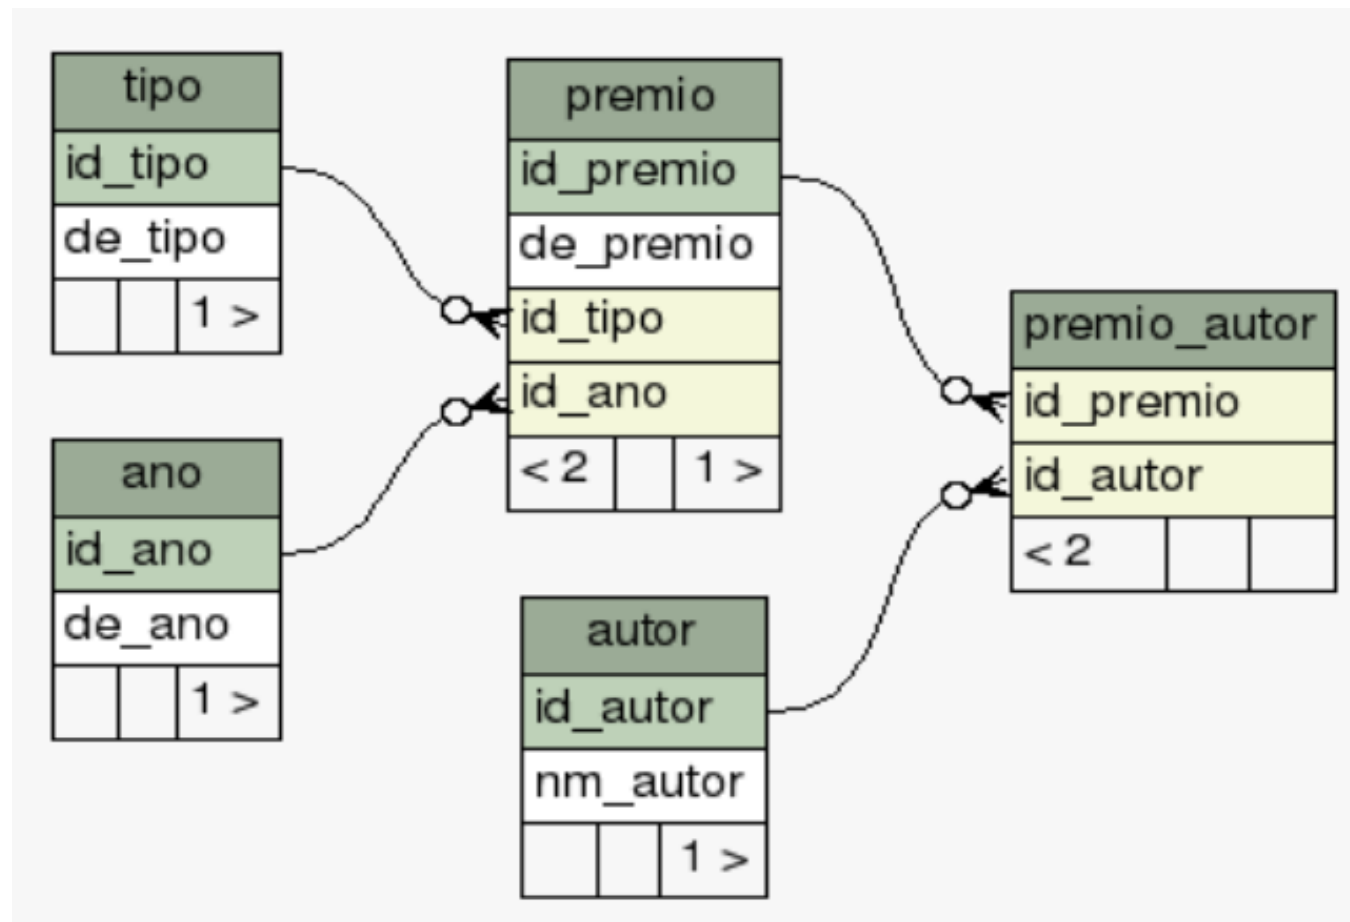 tipo
id_tipo
de_tipo
1 >
ano
id_ano
de_ano
1 >
premio
id_premio
de_premio
id_tipo
id_ano
< 2 1 >
autor
id_autor
nm_autor
1 >
premio_autor
id_premio
id_autor
< 2